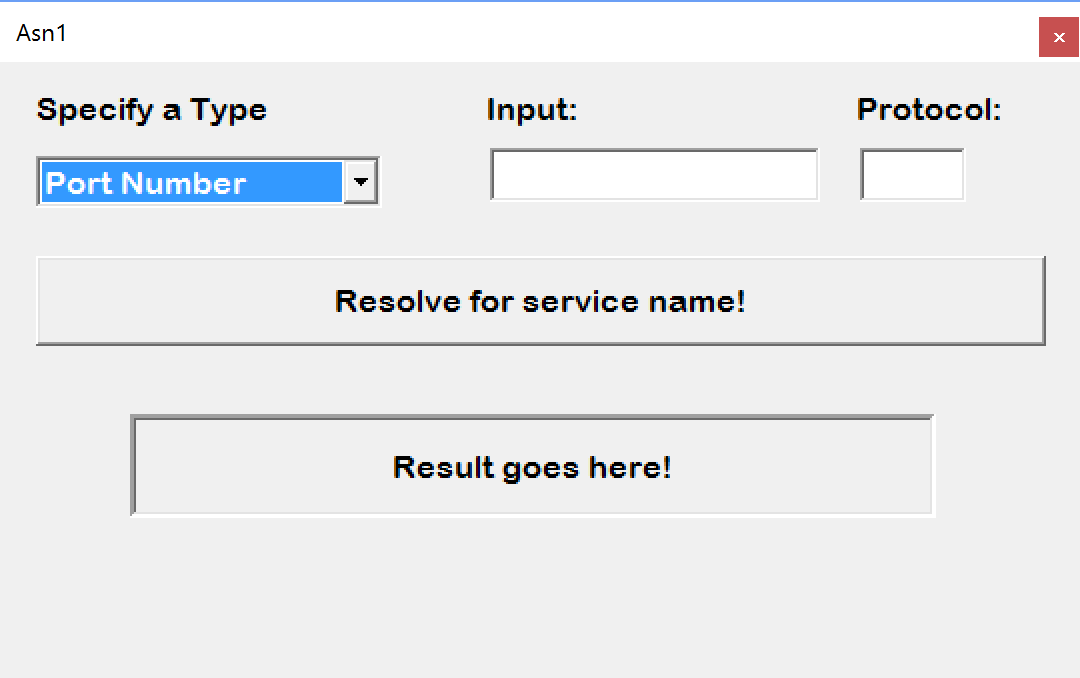 Asn1
Specify a Type
Input:
Protocol:
Port Number
Resolve for service name!
Result goes here!